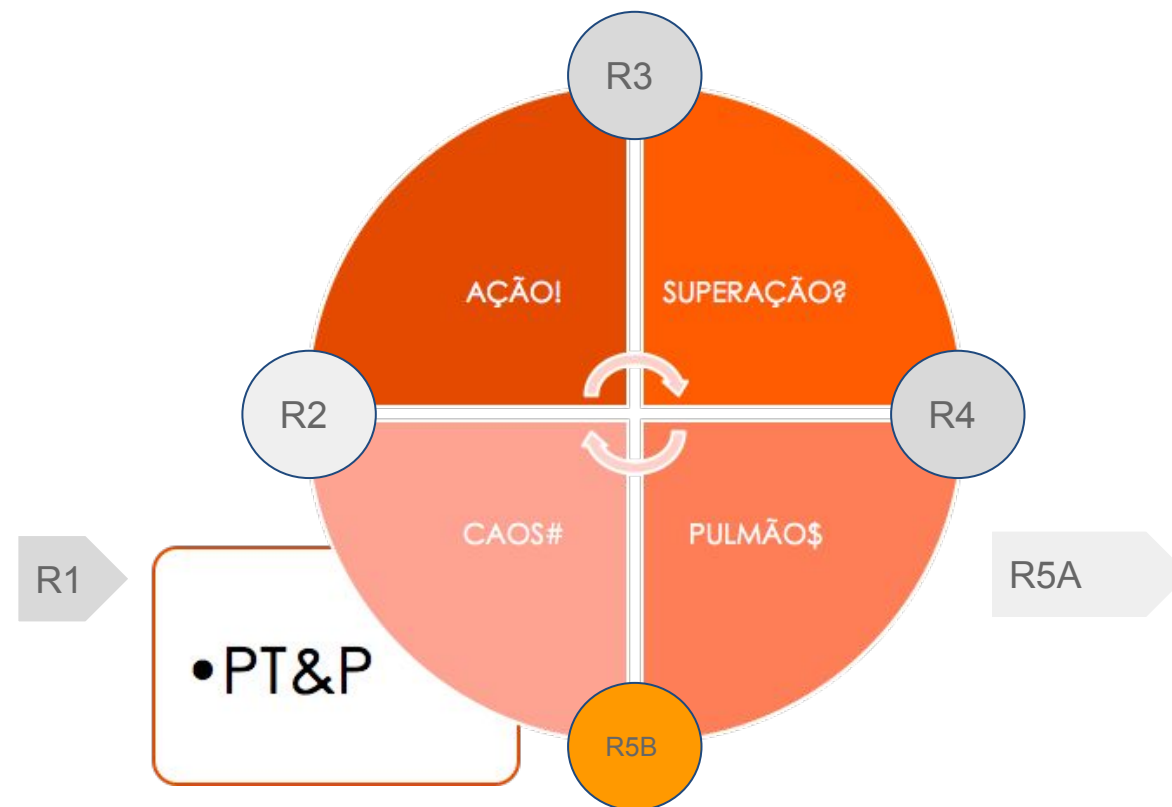 R3
AÇÃO!
SUPERAÇÃO?
R2
R4
CAOS#
PULMÃO$
R1
R5A
•PT&P
R5B